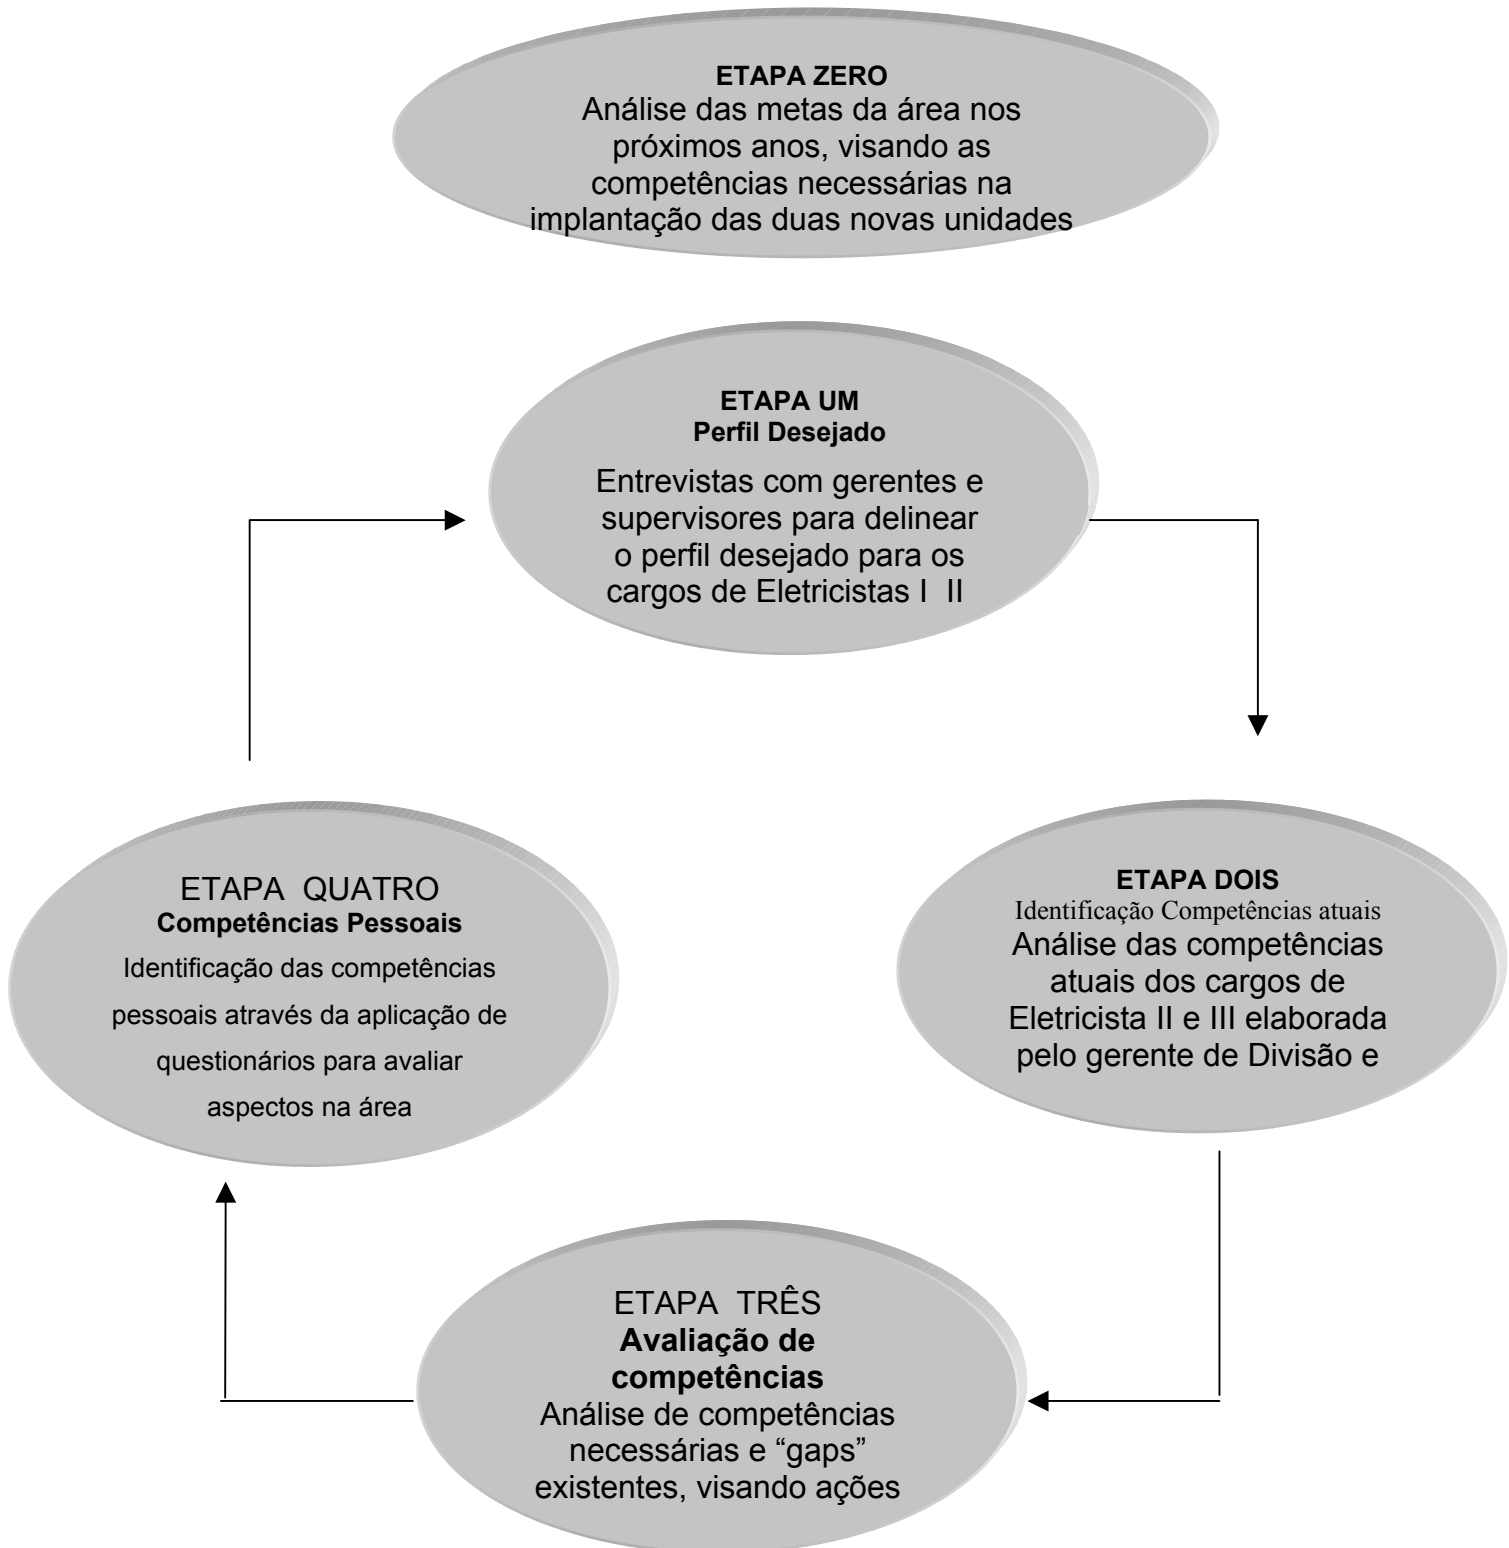 ETAPA ZERO
Análise das metas da área nos
próximos anos, visando as
competências necessárias na
implantação das duas novas unidades
ETAPA UM
Perfil Desejado
Entrevistas com gerentes e
supervisores para delinear
o perfil desejado para os
cargos de Eletricistas I  II
ETAPA DOIS
Identificação Competências atuais
Análise das competências
atuais dos cargos de
Eletricista II e III elaborada
pelo gerente de Divisão e
ETAPA  TRÊS
Avaliação de
competências
Análise de competências
necessárias e “gaps”
existentes, visando ações
ETAPA  QUATRO
Competências Pessoais
Identificação das competências
pessoais através da aplicação de
questionários para avaliar
aspectos na área